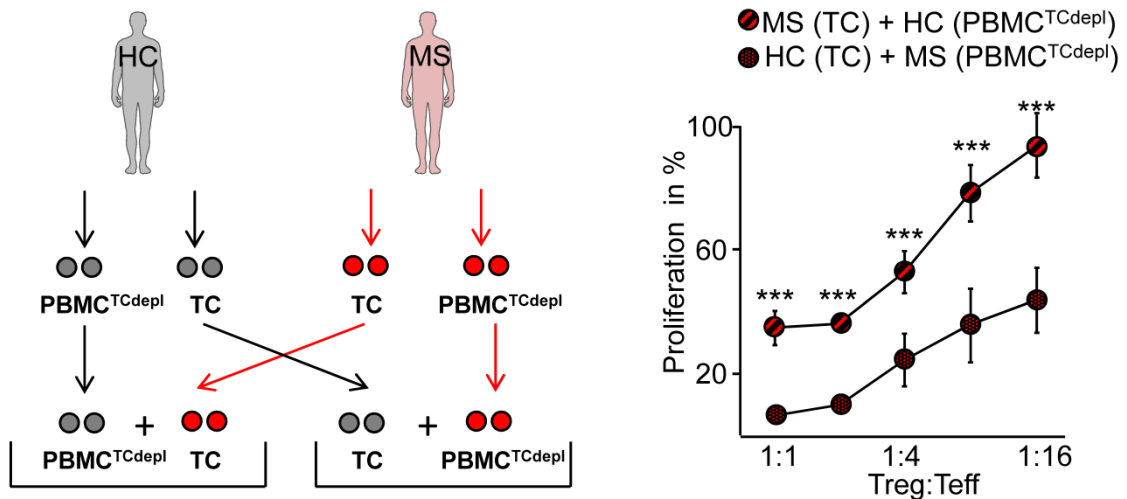 HC
MS
PBMC^TCdepl TC TC PBMC^TCdepl
PBMC^TCdepl + TC TC + PBMC^TCdepl
MS (TC) + HC (PBMC^TCdepl)
HC (TC) + MS (PBMC^TCdepl)
Proliferation in %
100
60
20
*** *** *** *** ***
1:1 1:4 1:16
Treg:Teff